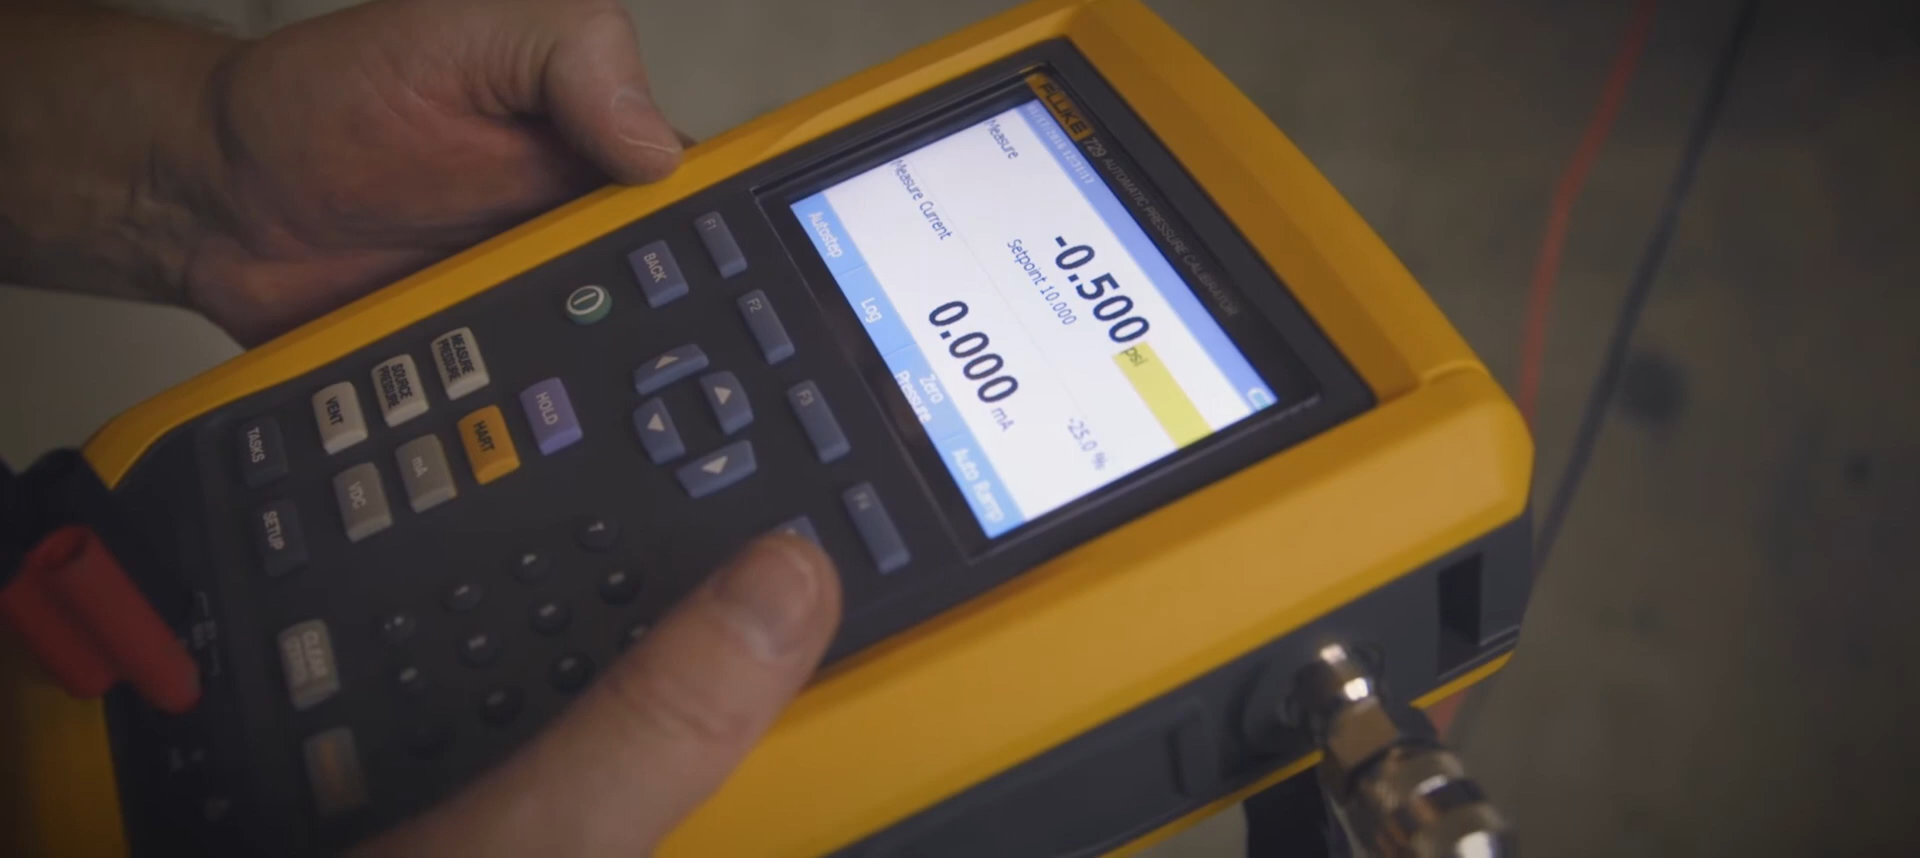 FLUKE 729 AUTOMATIC PRESSURE CALIBRATOR
Measure
-0.500 psi
Setpoint 10.000
Measure Current
0.000 mA
-25.0 %
Autostep
Log
Zero
Pressure
Auto Ramp
F1
F2
F3
F4
BACK
MEASURE
PRESSURE
SOURCE
PRESSURE
VENT
TASKS
HOLD
HART
mA
VDC
SETUP
CLEAR